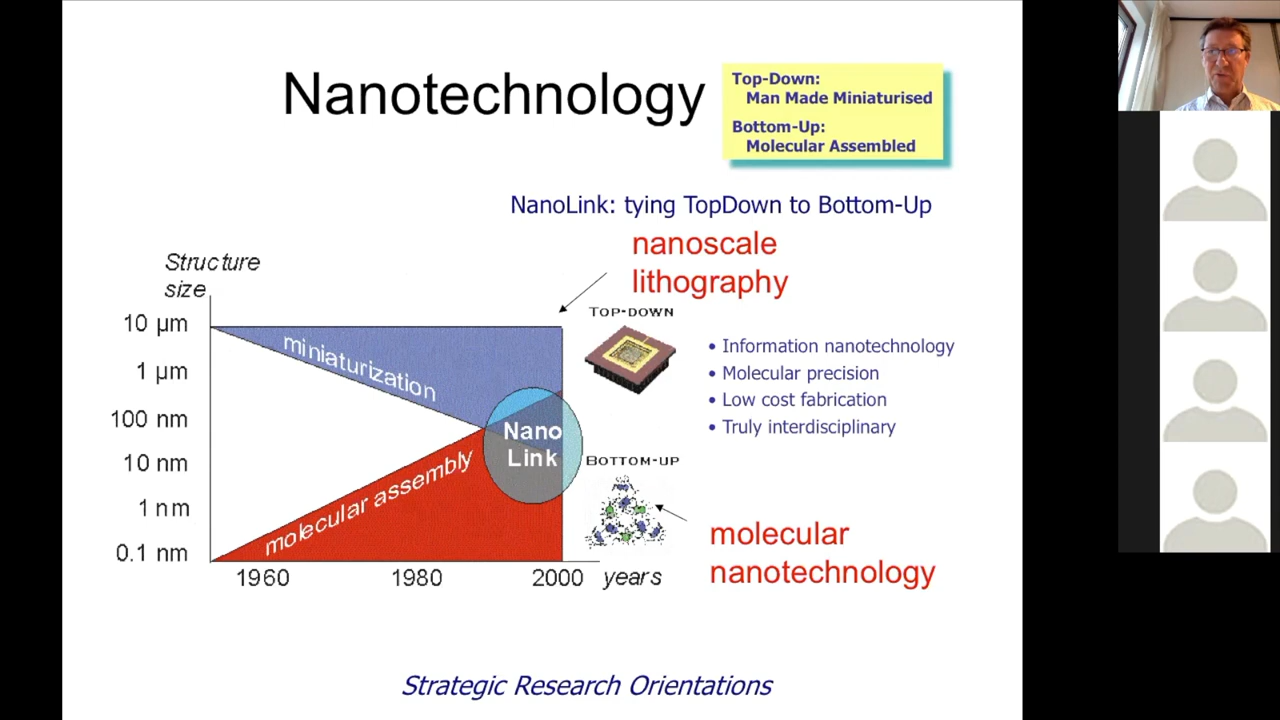 Nanotechnology
Top-Down:
Man Made Miniaturised
Bottom-Up:
Molecular Assembled
NanoLink: tying TopDown to Bottom-Up
nanoscale
lithography
Structure
size
10 µm
1 µm
100 nm
10 nm
1 nm
0.1 nm
miniaturization
molecular assembly
Nano
Link
1960
1980
2000
years
TOP-DOWN
• Information nanotechnology
• Molecular precision
• Low cost fabrication
• Truly interdisciplinary
BOTTOM-UP
molecular
nanotechnology
Strategic Research Orientations